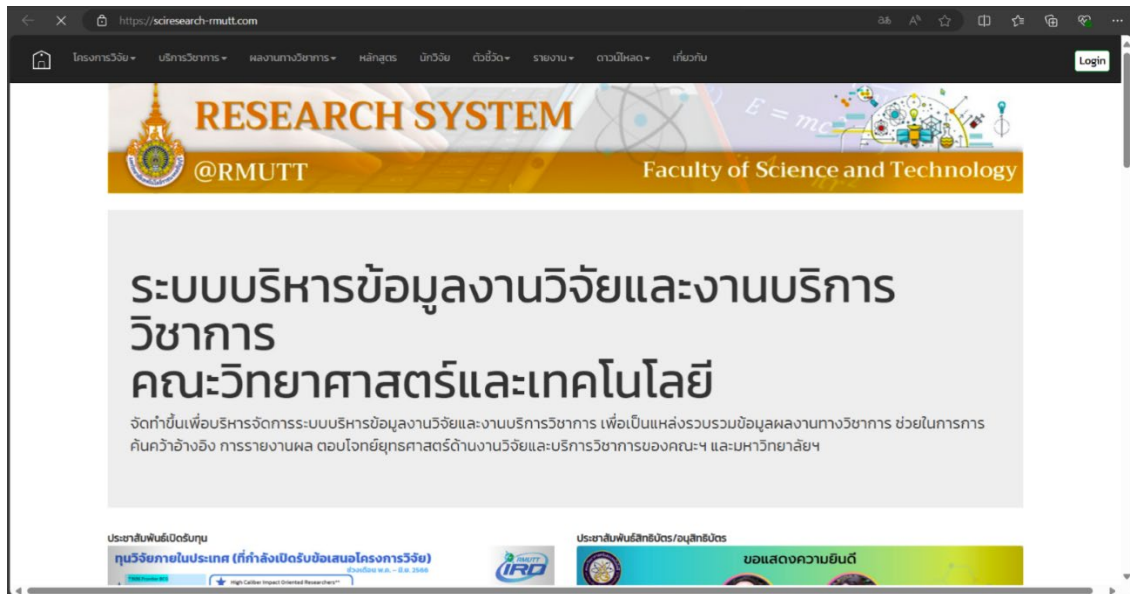 https://sciresearch-rmutt.com
โครงการวิจัย บริการวิชาการ ผลงานทางวิชาการ หลักสูตร นักวิจัย ตัวชี้วัด รายงาน ดาวน์โหลด เกี่ยวกับ Login
RESEARCH SYSTEM
E = mc
@RMUTT Faculty of Science and Technology
ระบบบริหารข้อมูลงานวิจัยและงานบริการ
วิชาการ
คณะวิทยาศาสตร์และเทคโนโลยี
จัดทำขึ้นเพื่อบริหารจัดการระบบบริหารข้อมูลงานวิจัยและงานบริการวิชาการ เพื่อเป็นแหล่งรวบรวมข้อมูลผลงานทางวิชาการ ช่วยในการการ
ค้นคว้าอ้างอิง การรายงานผล ตอบโจทย์ยุทธศาสตร์ด้านงานวิจัยและบริการวิชาการของคณะฯ และมหาวิทยาลัยฯ
ประชาสัมพันธ์เปิดรับทุน
ทุนวิจัยภายในประเทศ (ที่กำลังเปิดรับข้อเสนอโครงการวิจัย)
ช่วงเดือน พ.ค. - มิ.ย. 2566
High Caliber Impact Oriented Researchers**
RMUTT
IRD
ประชาสัมพันธ์สิทธิบัตร/อนุสิทธิบัตร
ขอแสดงความยินดี